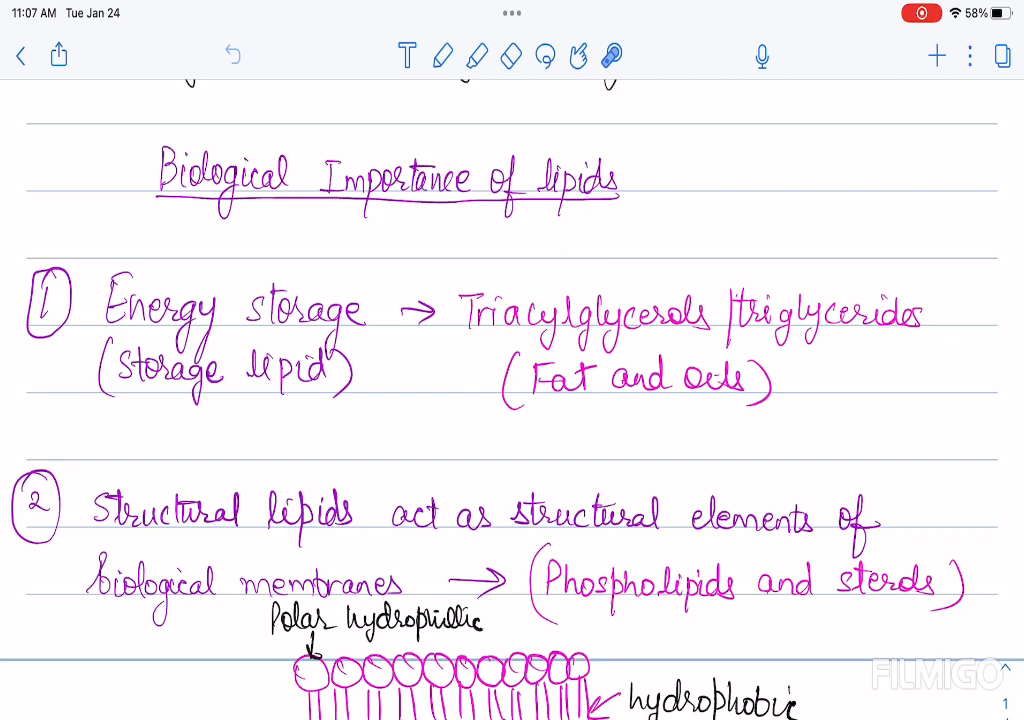 11:07 AM Tue Jan 24
58%
Biological Importance of lipids
1 Energy storage → Triacylglycerols / triglycerides
(Storage lipid) (Fat and oils)
2 Structural lipids act as structural elements of
biological membranes → (Phospholipids and sterols)
Polar hydrophillic
hydrophobic
FILMIGO
1